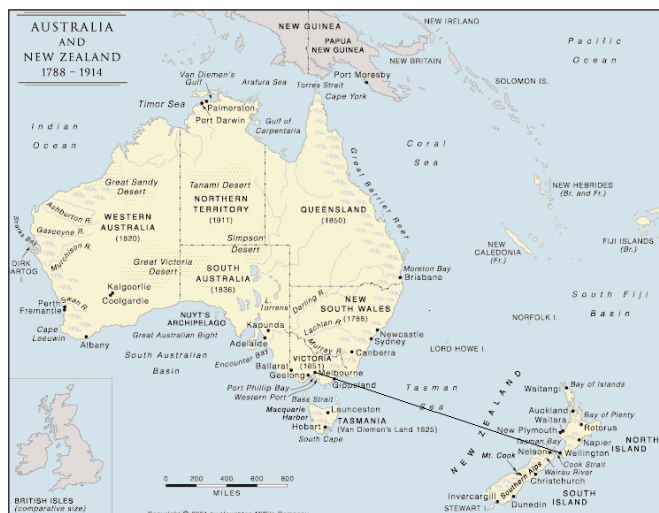 AUSTRALIA
AND
NEW ZEALAND
1788 – 1914
NEW GUINEA
PAPUA
NEW GUINEA
NEW IRELAND
NEW BRITAIN
Pacific
Ocean
SOLOMON IS.
Port Moresby
Van Diemen's
Gulf
Arafura Sea
Torres Strait
Cape York
Timor Sea
Palmorston
Port Darwin
Gulf of
Carpentaria
Indian
Ocean
Coral
Sea
Great Barrier Reef
Great Sandy
Desert
Tanami Desert
NORTHERN
TERRITORY
(1911)
QUEENSLAND
(1850)
NEW HEBRIDES
(Br. and Fr.)
Ashburton R.
Gascoyne R.
Murchison R.
WESTERN
AUSTRALIA
(1820)
Sharks Bay
DIRK
ARTOG
I.
Simpson
Desert
Great Victoria
Desert
SOUTH
AUSTRALIA
(1836)
NEW
CALEDONIA
(Fr.)
FIJI ISLANDS
(Br.)
Moreton Bay
Brisbane
Kalgoorlie
Coolgardie
Swan R.
Perth
Fremantle
Cape
Leeuwin
Albany
NUYT'S
ARCHIPELAGO
Great Australian Bight
South Australian
Basin
L.
Torrens
Darling R.
NEW
SOUTH WALES
(1788)
Lachlan R.
Murray R.
Newcastle
Sydney
Canberra
South Fiji
Basin
NORFOLK I.
LORD HOWE I.
Kapunda
Adelaide
Encounter Bay
VICTORIA
(1851)
Ballarat
Melbourne
Geelong
Gippsland
Port Phillip Bay
Western Port
Bass Strait
Tasman
Sea
Macquarie
Harbor
Launceston
Hobart
TASMANIA
(Van Diemen's Land 1825)
South Cape
NEW ZEALAND
Waitangi
Bay of Islands
Auckland
Waitara
Bay of Planty
New Plymouth
Rotorua
Tasman Bay
Napier
NORTH
ISLAND
Nelson
Wellington
Mt. Cook
Cook Strait
Wairau River
Southern Alps
Christchurch
SOUTH
ISLAND
Invercargill
Dunedin
STEWART I.
BRITISH ISLES
(comparative size)
0 200 400 600 800
MILES